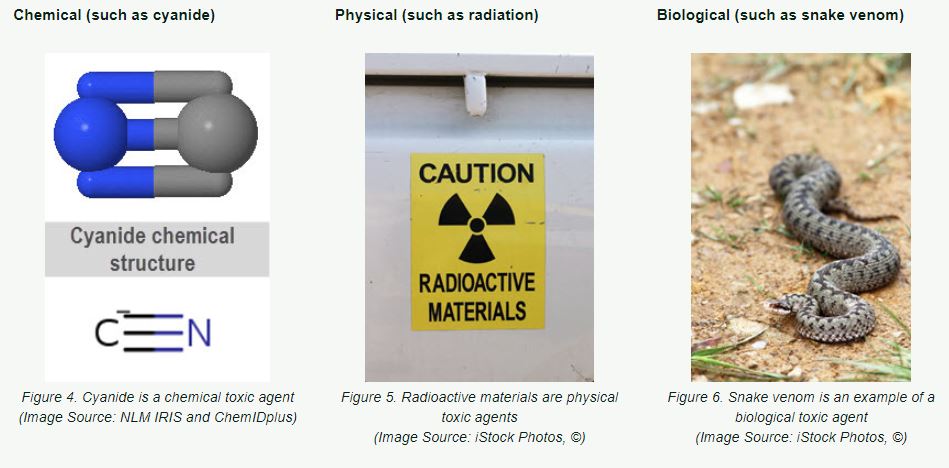 Chemical (such as cyanide)
Cyanide chemical
structure
C≡N
Figure 4. Cyanide is a chemical toxic agent
(Image Source: NLM IRIS and ChemIDplus)
Physical (such as radiation)
CAUTION
RADIOACTIVE
MATERIALS
Figure 5. Radioactive materials are physical
toxic agents
(Image Source: iStock Photos, ©)
Biological (such as snake venom)
Figure 6. Snake venom is an example of a
biological toxic agent
(Image Source: iStock Photos, ©)